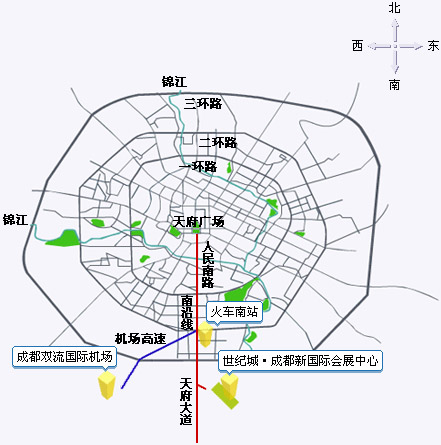 北
西
东
南
锦江
三环路
二环路
一环路
锦江
天府广场
人民南路
南沿线
火车南站
机场高速
成都双流国际机场
世纪城·成都新国际会展中心
天府大道